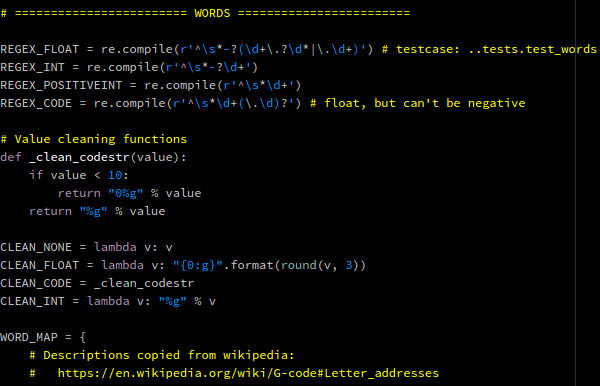 # ======================== WORDS ========================
REGEX_FLOAT = re.compile(r'^\s*-?(\d+\.?\d*|\.\d+)') # testcase: ..tests.test_words
REGEX_INT = re.compile(r'^\s*-?\d+')
REGEX_POSITIVEINT = re.compile(r'^\s*\d+')
REGEX_CODE = re.compile(r'^\s*\d+(\.\d)?') # float, but can't be negative
# Value cleaning functions
def _clean_codestr(value):
    if value < 10:
        return "0%g" % value
    return "%g" % value
CLEAN_NONE = lambda v: v
CLEAN_FLOAT = lambda v: "{0:g}".format(round(v, 3))
CLEAN_CODE = _clean_codestr
CLEAN_INT = lambda v: "%g" % v
WORD_MAP = {
    # Descriptions copied from wikipedia:
    #   https://en.wikipedia.org/wiki/G-code#Letter_addresses